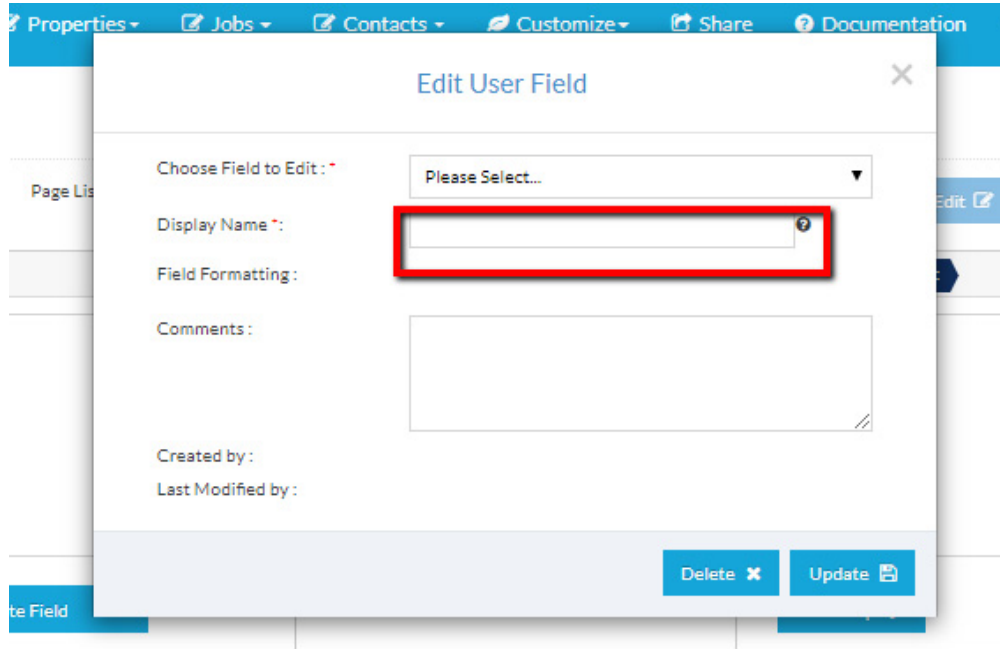 Properties Jobs Contacts Customize Share Documentation
Edit User Field
Choose Field to Edit : *
Please Select...
Page Lis
Edit
Display Name *:
Field Formatting :
Comments :
Created by :
Last Modified by :
Delete Update
te Field